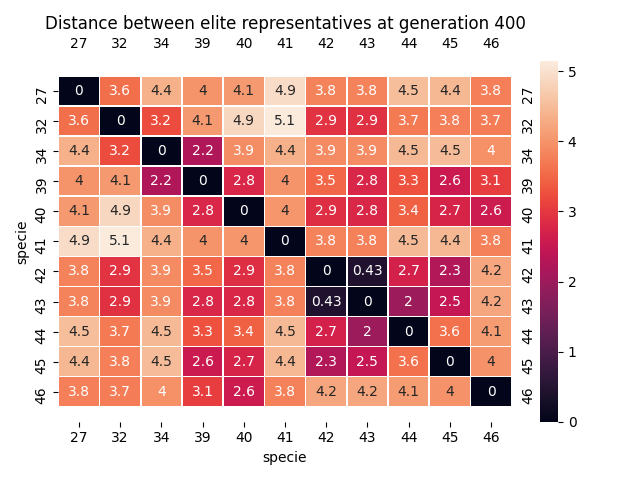 Distance between elite representatives at generation 400
27 32 34 39 40 41 42 43 44 45 46
27 0 3.6 4.4 4 4.1 4.9 3.8 3.8 4.5 4.4 3.8 27
32 3.6 0 3.2 4.1 4.9 5.1 2.9 2.9 3.7 3.8 3.7 32
34 4.4 3.2 0 2.2 3.9 4.4 3.9 3.9 4.5 4.5 4 34
39 4 4.1 2.2 0 2.8 4 3.5 2.8 3.3 2.6 3.1 39
40 4.1 4.9 3.9 2.8 0 4 2.9 2.8 3.4 2.7 2.6 40
41 4.9 5.1 4.4 4 4 0 3.8 3.8 4.5 4.4 3.8 41
42 3.8 2.9 3.9 3.5 2.9 3.8 0 0.43 2.7 2.3 4.2 42
43 3.8 2.9 3.9 2.8 2.8 3.8 0.43 0 2 2.5 4.2 43
44 4.5 3.7 4.5 3.3 3.4 4.5 2.7 2 0 3.6 4.1 44
45 4.4 3.8 4.5 2.6 2.7 4.4 2.3 2.5 3.6 0 4 45
46 3.8 3.7 4 3.1 2.6 3.8 4.2 4.2 4.1 4 0 46
27 32 34 39 40 41 42 43 44 45 46
specie
specie
5
4
3
2
1
0